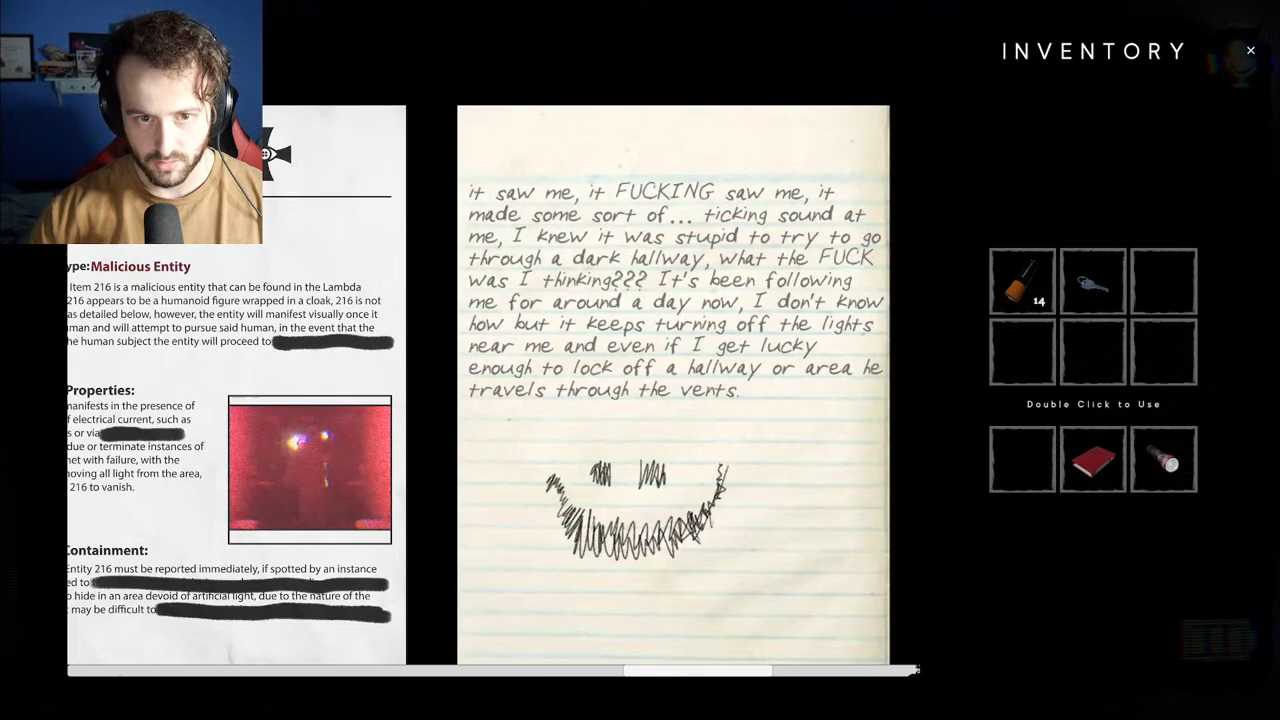 INVENTORY
ype: Malicious Entity
Item 216 is a malicious entity that can be found in the Lambda
216 appears to be a humanoid figure wrapped in a cloak, 216 is not
as detailed below, however, the entity will manifest visually once it
man and will attempt to pursue said human, in the event that the
he human subject the entity will proceed to
Properties:
manifests in the presence of
f electrical current, such as
s or via
due or terminate instances of
met with failure, with the
noving all light from the area,
216 to vanish.
Containment:
Entity 216 must be reported immediately, if spotted by an instance
ed to
o hide in an area devoid of artificial light, due to the nature of the
may be difficult to
it saw me, it FUCKING saw me, it
made some sort of... ticking sound at
me, I knew it was stupid to try to go
through a dark hallway, what the FUCK
was I thinking??? It's been following
me for around a day now, I don't know
how but it keeps turning off the lights
near me and even if I get lucky
enough to lock off a hallway or area he
travels through the vents.
14
Double Click to Use